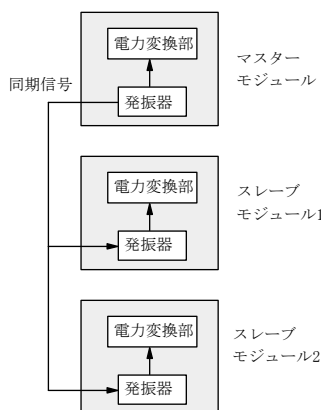 電力変換部
マスター
モジュール
同期信号
発振器
電力変換部
スレーブ
モジュール1
発振器
電力変換部
スレーブ
モジュール2
発振器